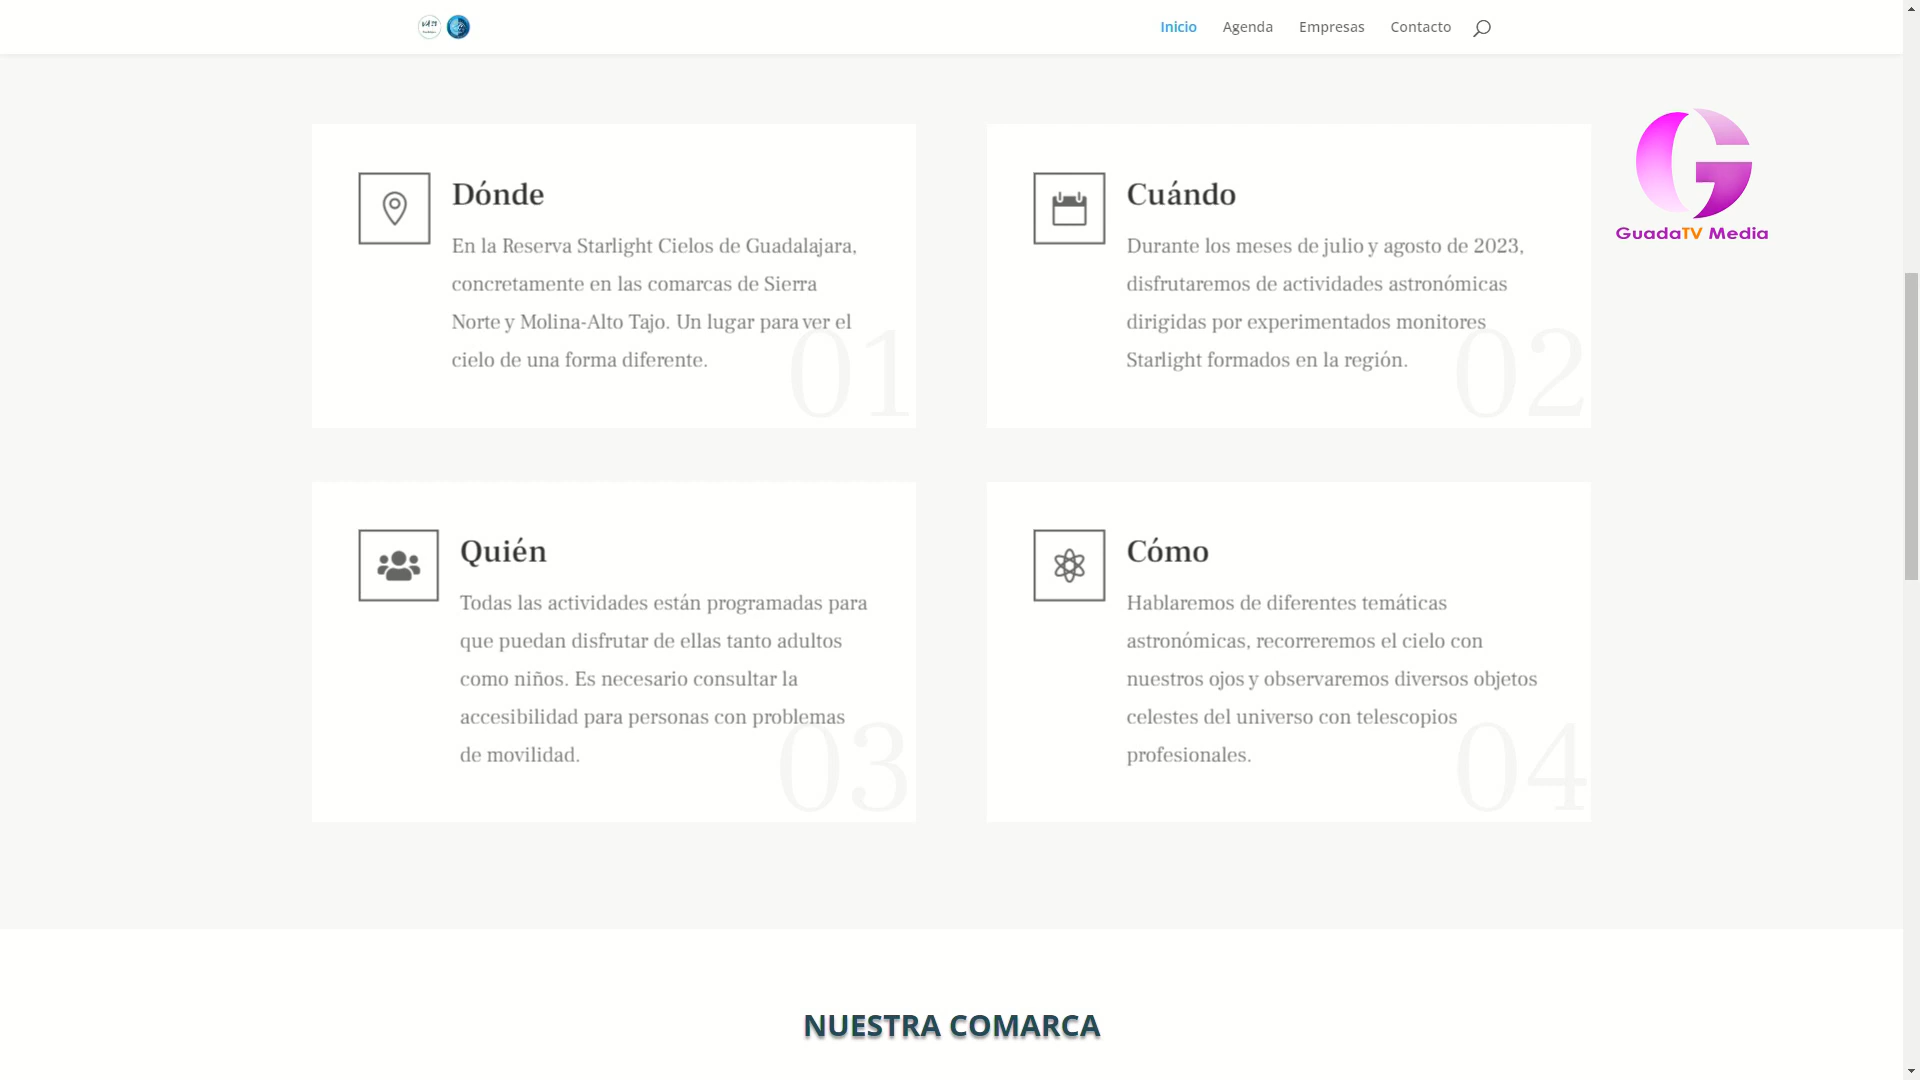 Inicio
Agenda
Empresas
Contacto
GuadaTV Media
Dónde
En la Reserva Starlight Cielos de Guadalajara,
concretamente en las comarcas de Sierra
Norte y Molina-Alto Tajo. Un lugar para ver el
cielo de una forma diferente.
01
Cuándo
Durante los meses de julio y agosto de 2023,
disfrutaremos de actividades astronómicas
dirigidas por experimentados monitores
Starlight formados en la región.
02
Quién
Todas las actividades están programadas para
que puedan disfrutar de ellas tanto adultos
como niños. Es necesario consultar la
accesibilidad para personas con problemas
de movilidad.
03
Cómo
Hablaremos de diferentes temáticas
astronómicas, recorreremos el cielo con
nuestros ojos y observaremos diversos objetos
celestes del universo con telescopios
profesionales.
04
NUESTRA COMARCA